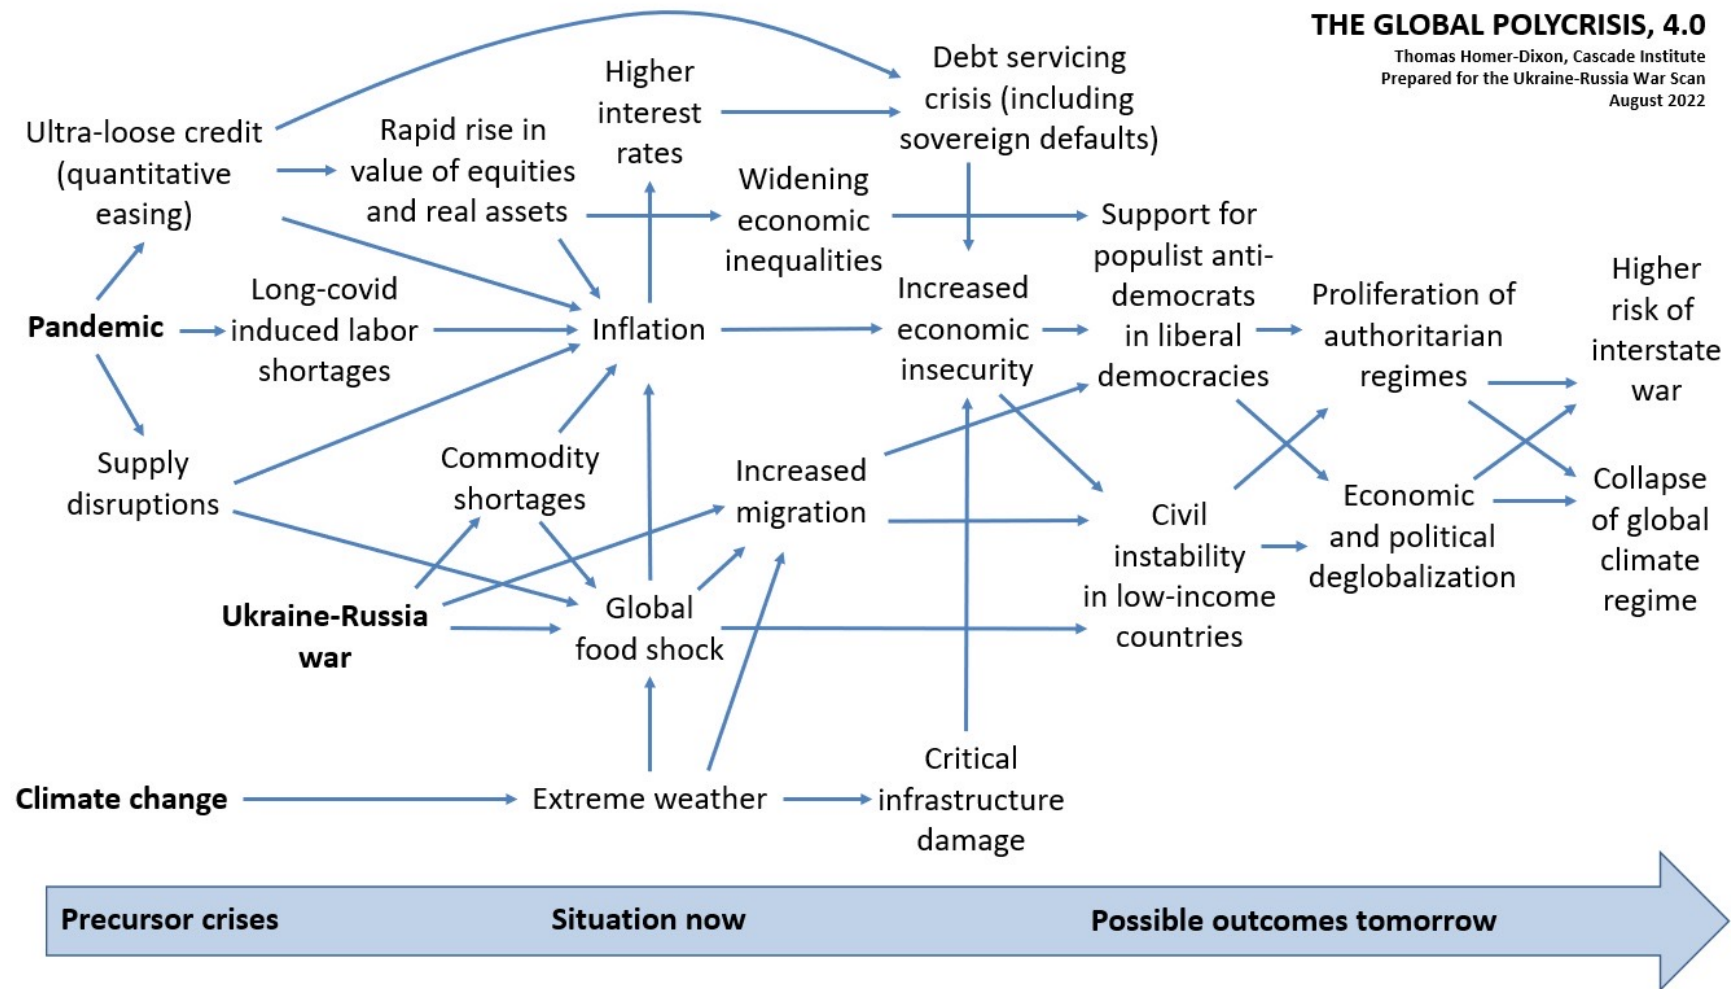 THE GLOBAL POLYCRISIS, 4.0
Thomas Homer-Dixon, Cascade Institute
Prepared for the Ukraine-Russia War Scan
August 2022
Ultra-loose credit
(quantitative
easing)
Rapid rise in
value of equities
and real assets
Higher
interest
rates
Debt servicing
crisis (including
sovereign defaults)
Widening
economic
inequalities
Pandemic
Long-covid
induced labor
shortages
Inflation
Increased
economic
insecurity
Support for
populist anti-
democrats
in liberal
democracies
Proliferation of
authoritarian
regimes
Higher
risk of
interstate
war
Supply
disruptions
Commodity
shortages
Increased
migration
Civil
instability
in low-income
countries
Economic
and political
deglobalization
Collapse
of global
climate
regime
Ukraine-Russia
war
Global
food shock
Climate change
Extreme weather
Critical
infrastructure
damage
Precursor crises
Situation now
Possible outcomes tomorrow